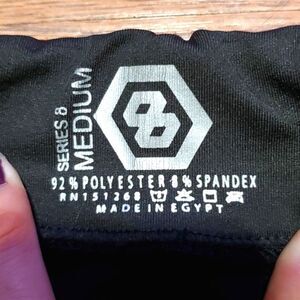 SERIES 8
MEDIUM
92% POLYESTER 8% SPANDEX
RN151268
MADE IN EGYPT